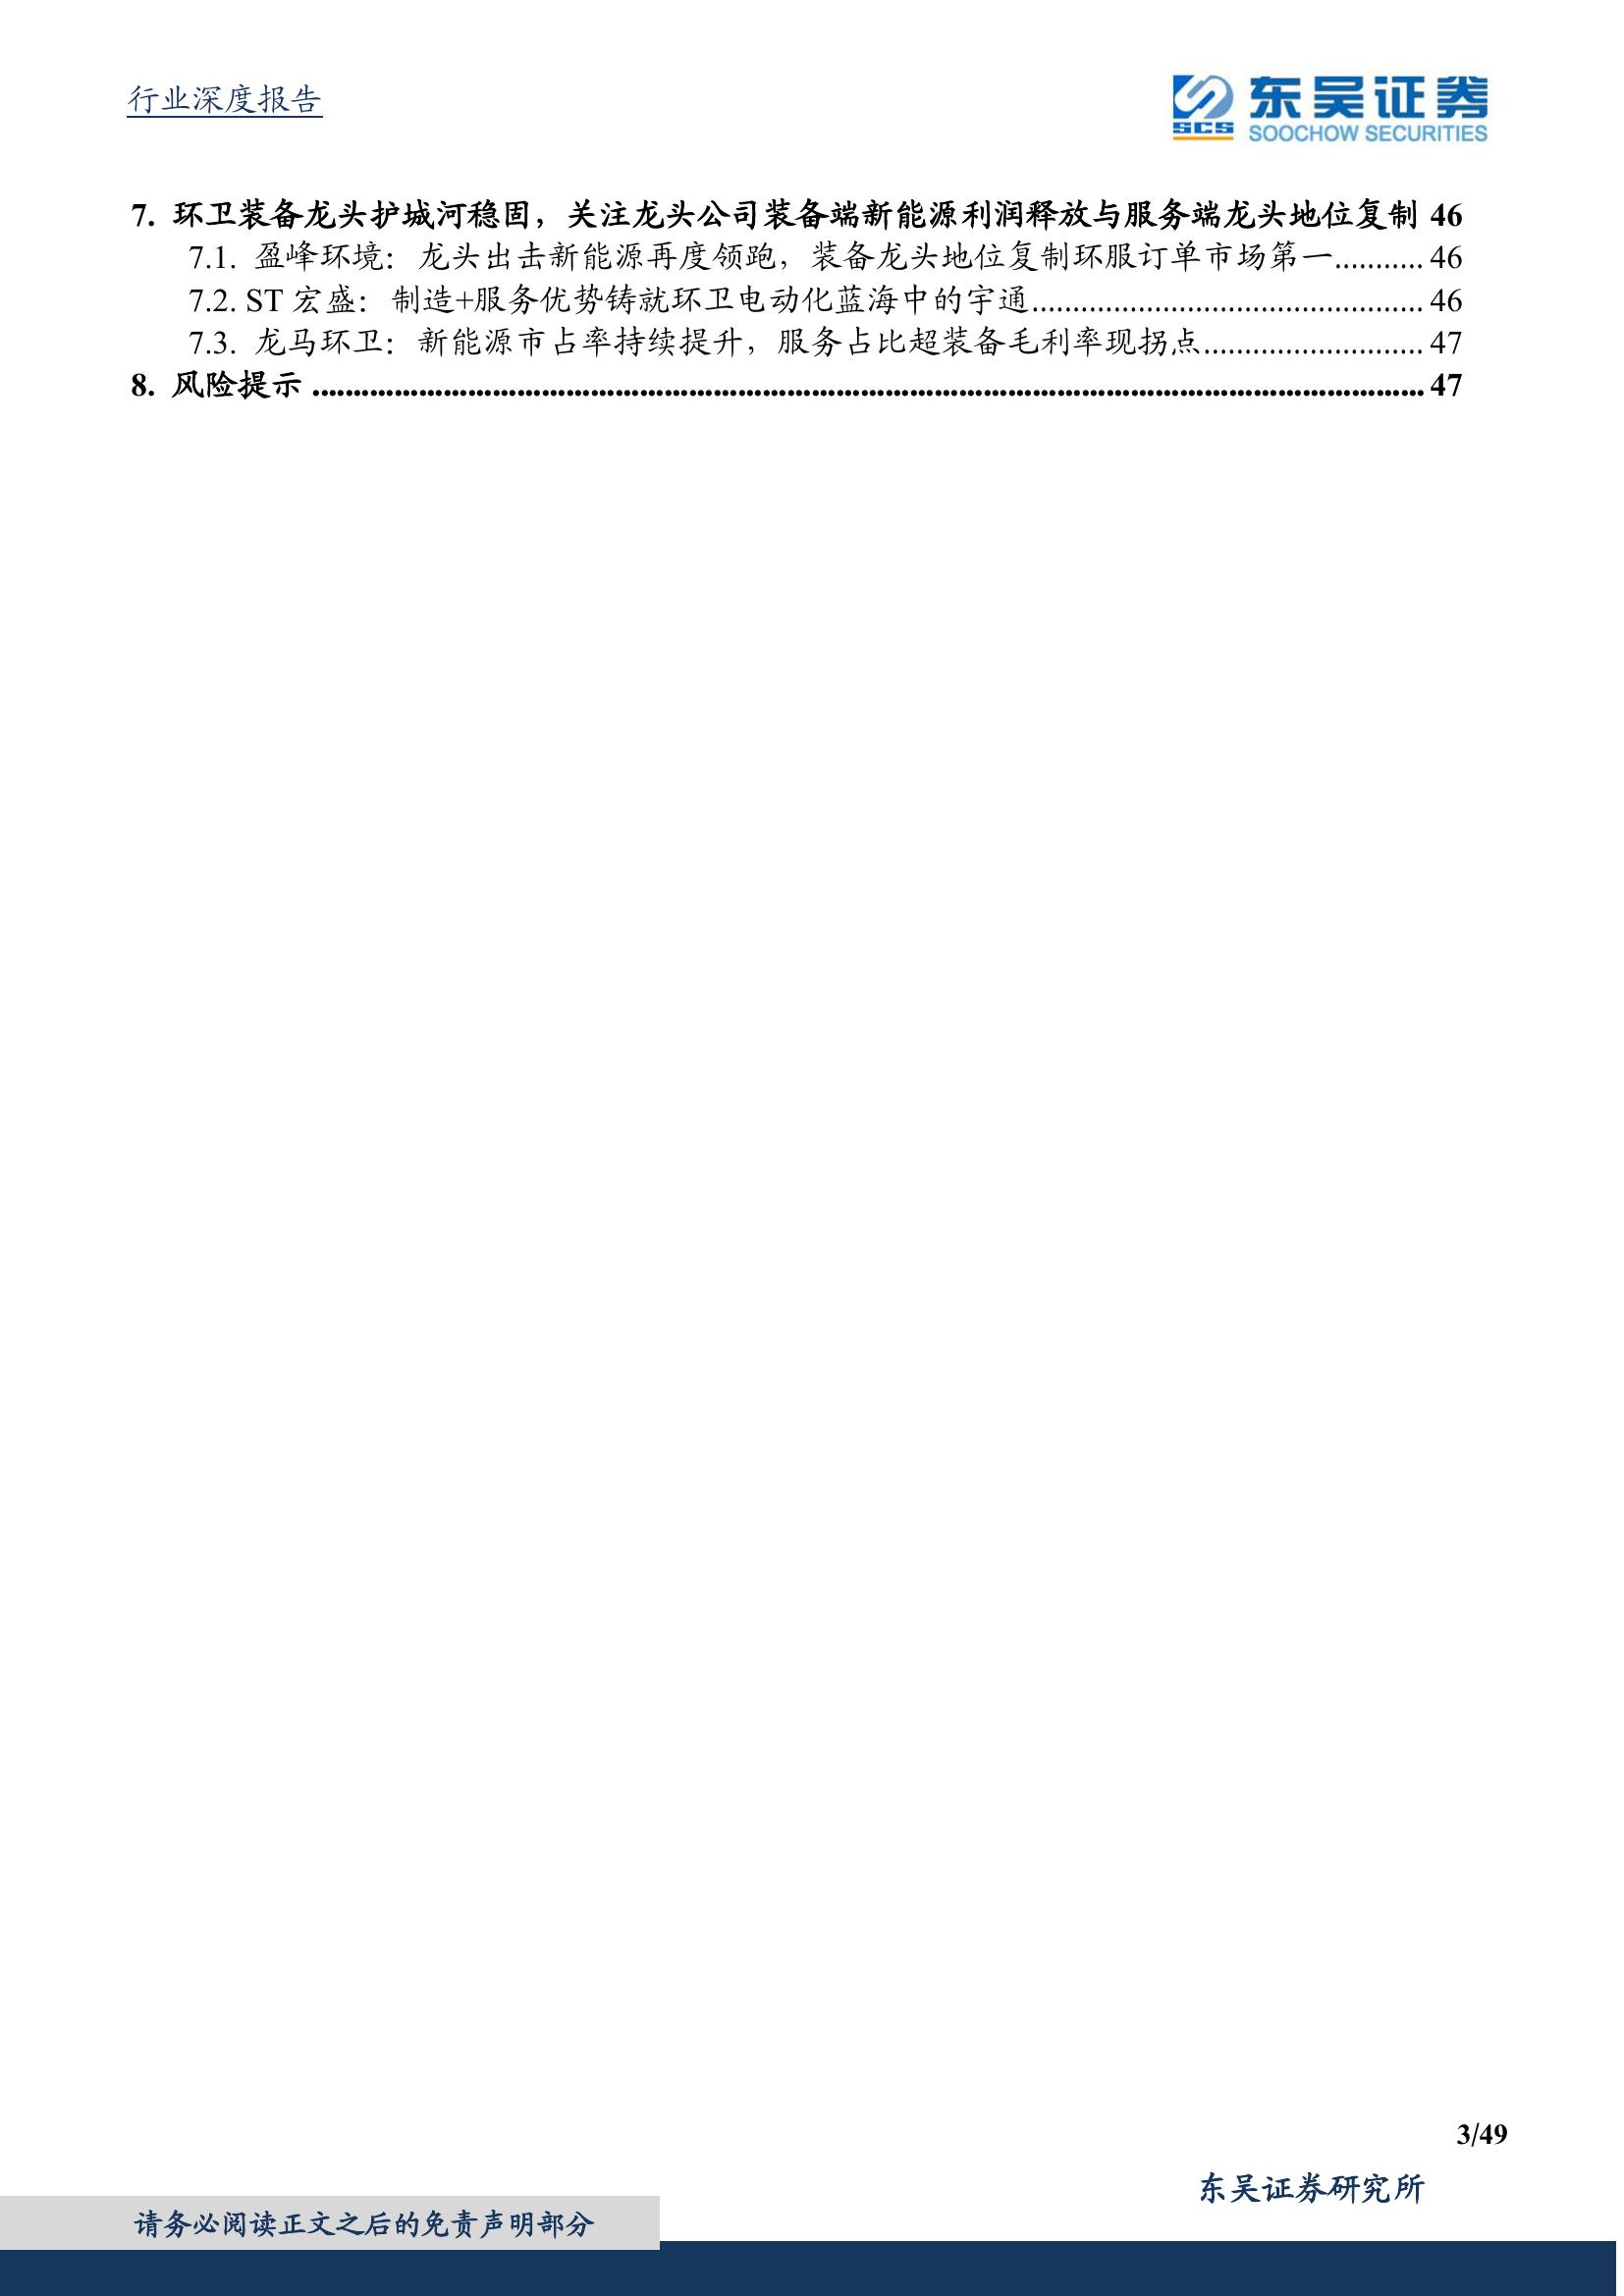 行业深度报告
SCS
东吴证券
SOOCHOW SECURITIES
7. 环卫装备龙头护城河稳固，关注龙头公司装备端新能源利润释放与服务端龙头地位复制 46
7.1. 盈峰环境：龙头出击新能源再度领跑，装备龙头地位复制环服订单市场第一........... 46
7.2. ST 宏盛：制造+服务优势铸就环卫电动化蓝海中的宇通................................................ 46
7.3. 龙马环卫：新能源市占率持续提升，服务占比超装备毛利率现拐点........................... 47
8. 风险提示 ........................................................................................................................................ 47
3/49
东吴证券研究所
请务必阅读正文之后的免责声明部分